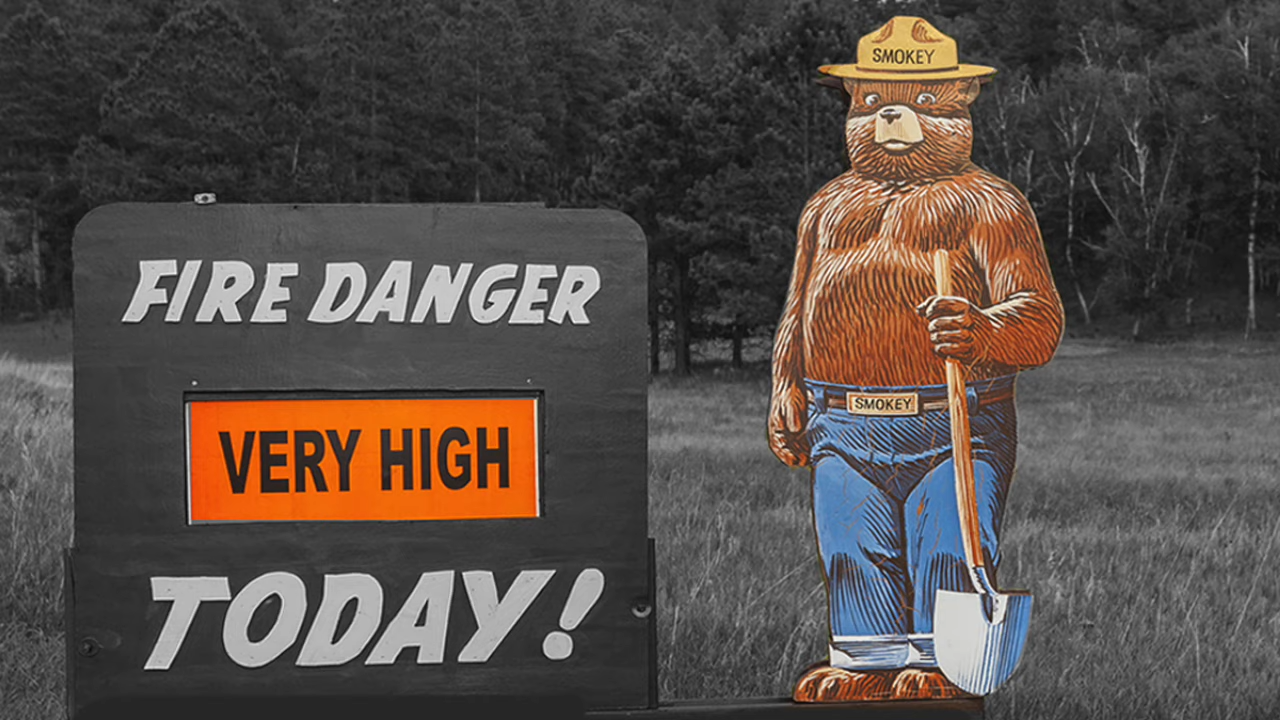 SMOKEY
FIRE DANGER
VERY HIGH
SMOKEY
TODAY!